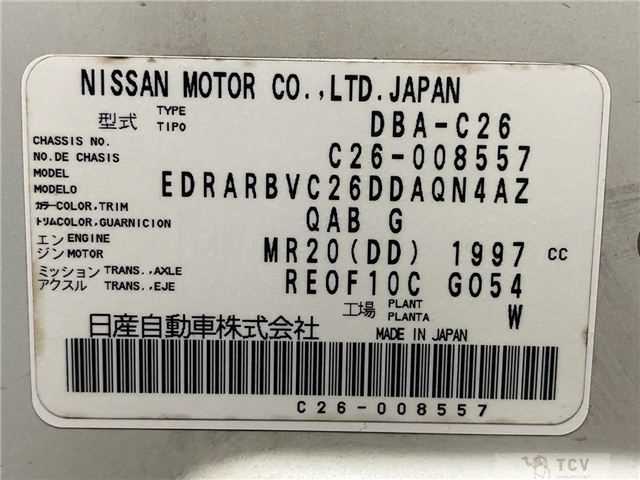 NISSAN MOTOR CO.,LTD.JAPAN
型式 TYPE TIPO DBA-C26
CHASSIS NO. NO.DE CHASIS C26-008557
MODEL MODELO EDRARBVC26DDAQN4AZ
カラーCOLOR,TRIM トリムCOLOR,GUARNICION QAB G
エンジン ENGINE MOTOR MR20(DD) 1997 cc
ミッション アクスル TRANS.,AXLE TRANS.,EJE RE0F10C G054
工場 PLANT PLANTA W
日産自動車株式会社 MADE IN JAPAN
C26-008557
TCV